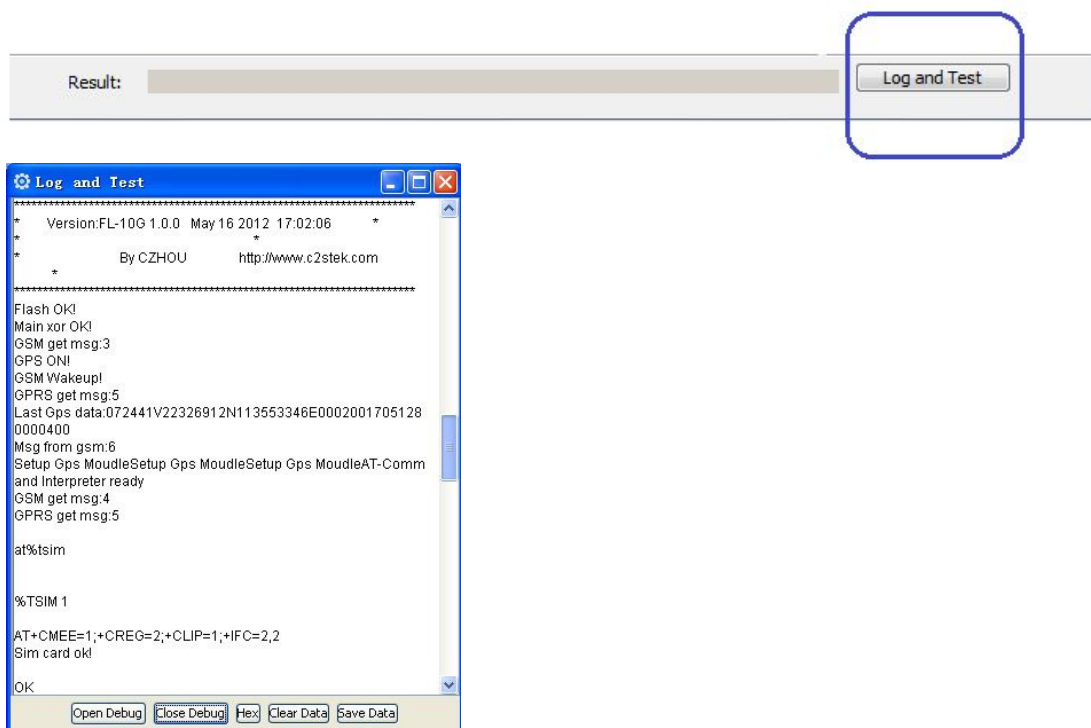 Result:
Log and Test
Log and Test
************************************************************************
* Version:FL-10G 1.0.0 May 16 2012 17:02:06 *
* *
* By CZHOU http://www.c2stek.com
*
************************************************************************
Flash OK!
Main xor OK!
GSM get msg:3
GPS ON!
GSM Wakeup!
GPRS get msg:5
Last Gps data:072441V22326912N113553346E0002001705128
0000400
Msg from gsm:6
Setup Gps MoudleSetup Gps MoudleSetup Gps MoudleAT-Comm
and Interpreter ready
GSM get msg:4
GPRS get msg:5
at%tsim
%TSIM 1
AT+CMEE=1;+CREG=2;+CLIP=1;+IFC=2,2
Sim card ok!
OK
Open Debug Close Debug Hex Clear Data Save Data